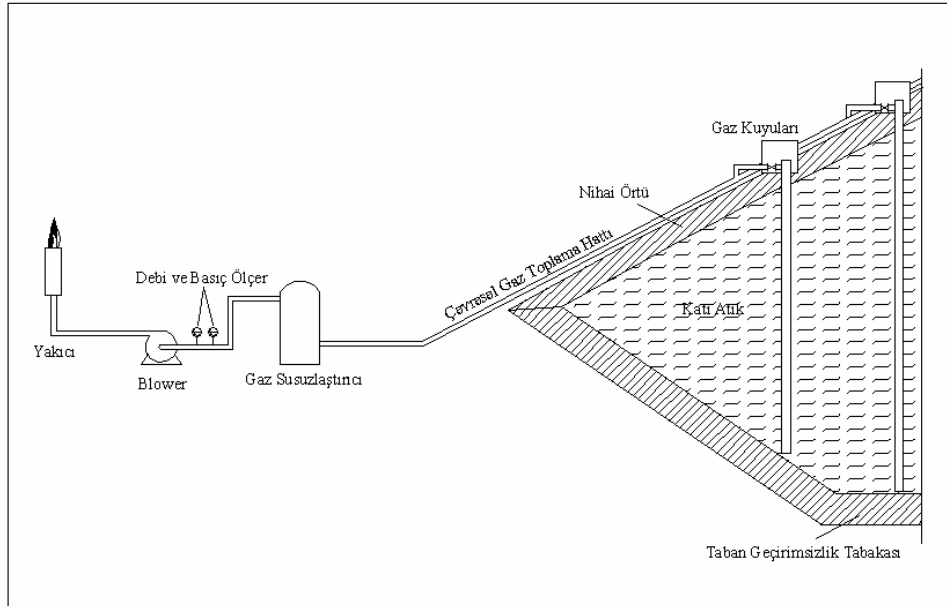 Gaz Kuyuları
Nihai Örtü
Çevresel Gaz Toplama Hattı
Debi ve Basıç Ölçer
Katı Atık
Yakıcı
Blower
Gaz Susuzlaştırıcı
Taban Geçirimsizlik Tabakası